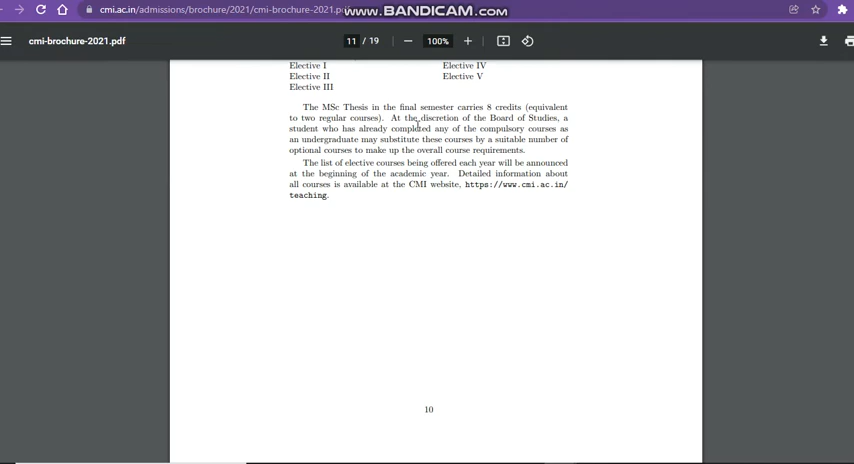 cmi.ac.in/admissions/brochure/2021/cmi-brochure-2021.p
www.BANDICAM.com
cmi-brochure-2021.pdf
11 / 19
100%
Elective I Elective IV
Elective II Elective V
Elective III
The MSc Thesis in the final semester carries 8 credits (equivalent
to two regular courses). At the discretion of the Board of Studies, a
student who has already completed any of the compulsory courses as
an undergraduate may substitute these courses by a suitable number of
optional courses to make up the overall course requirements.
The list of elective courses being offered each year will be announced
at the beginning of the academic year. Detailed information about
all courses is available at the CMI website, https://www.cmi.ac.in/
teaching.
10